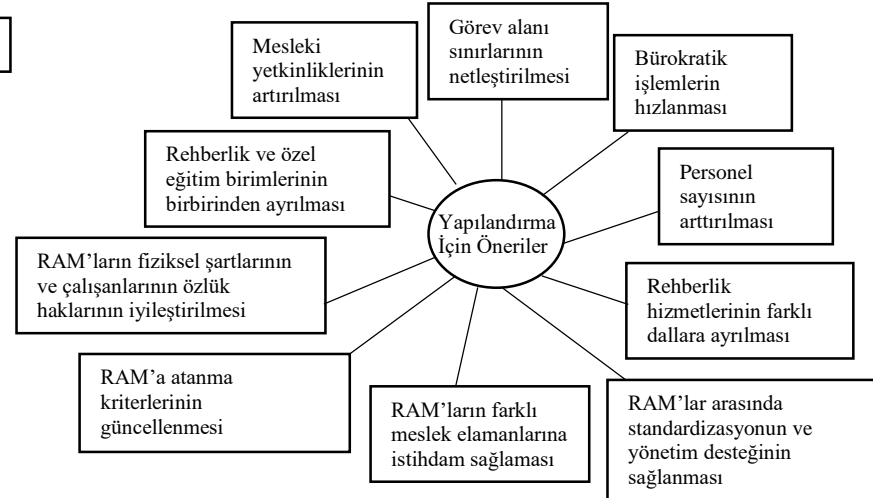 Mesleki
yetkinliklerinin
artırılması
Görev alanı
sınırlarının
netleştirilmesi
Bürokratik
işlemlerin
hızlanması
Rehberlik ve özel
eğitim birimlerinin
birbirinden ayrılması
Personel
sayısının
arttırılması
Yapılandırma
İçin Öneriler
RAM’ların fiziksel şartlarının
ve çalışanlarının özlük
haklarının iyileştirilmesi
Rehberlik
hizmetlerinin farklı
dallara ayrılması
RAM’a atanma
kriterlerinin
güncellenmesi
RAM’ların farklı
meslek elamanlarına
istihdam sağlaması
RAM’lar arasında
standardizasyonun ve
yönetim desteğinin
sağlanması